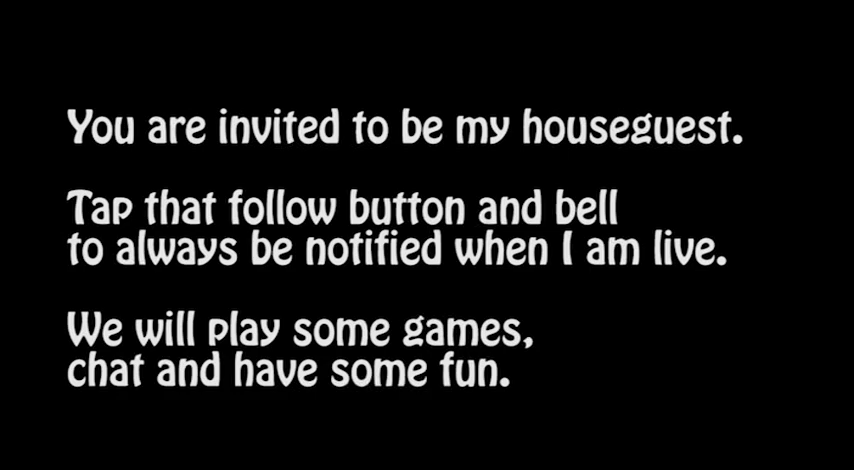 You are invited to be my houseguest.
Tap that follow button and bell
to always be notified when I am live.
We will play some games,
chat and have some fun.